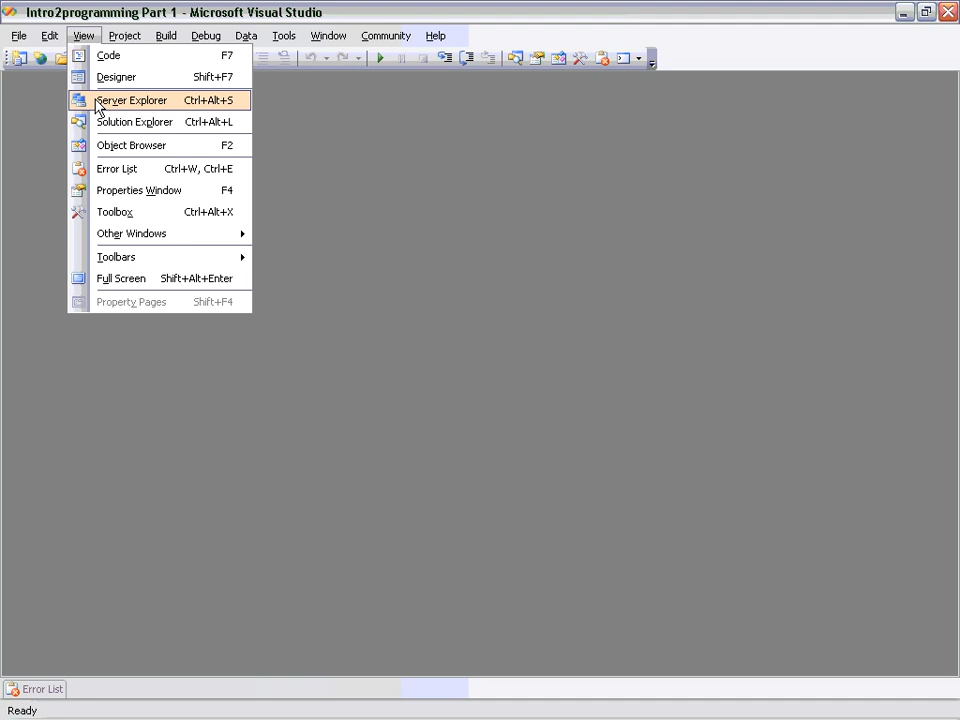 Intro2programming Part 1 - Microsoft Visual Studio
File Edit View Project Build Debug Data Tools Window Community Help
Code F7
Designer Shift+F7
Server Explorer Ctrl+Alt+S
Solution Explorer Ctrl+Alt+L
Object Browser F2
Error List Ctrl+W, Ctrl+E
Properties Window F4
Toolbox Ctrl+Alt+X
Other Windows
Toolbars
Full Screen Shift+Alt+Enter
Property Pages Shift+F4
Error List
Ready